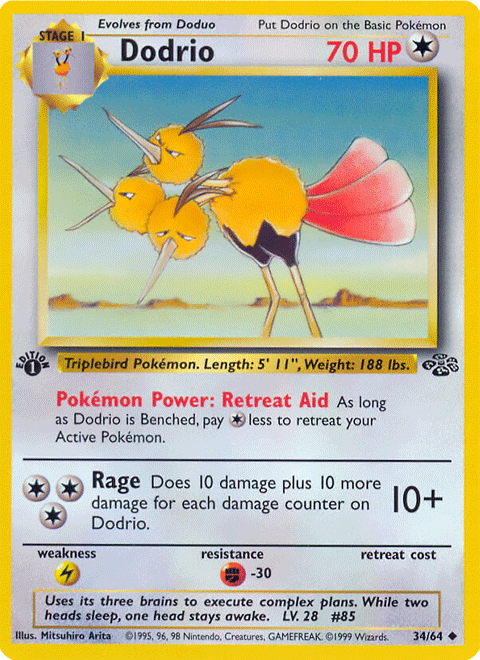 Evolves from Doduo Put Dodrio on the Basic Pokémon
STAGE 1
Dodrio 70 HP
EDITION
1
Triplebird Pokémon. Length: 5' 11", Weight: 188 lbs.
Pokémon Power: Retreat Aid As long
as Dodrio is Benched, pay less to retreat your
Active Pokémon.
Rage Does 10 damage plus 10 more
damage for each damage counter on
Dodrio.
10+
weakness resistance retreat cost
-30
Uses its three brains to execute complex plans. While two
heads sleep, one head stays awake. LV. 28 #85
Illus. Mitsuhiro Arita ©1995, 96, 98 Nintendo, Creatures, GAMEFREAK. ©1999 Wizards. 34/64